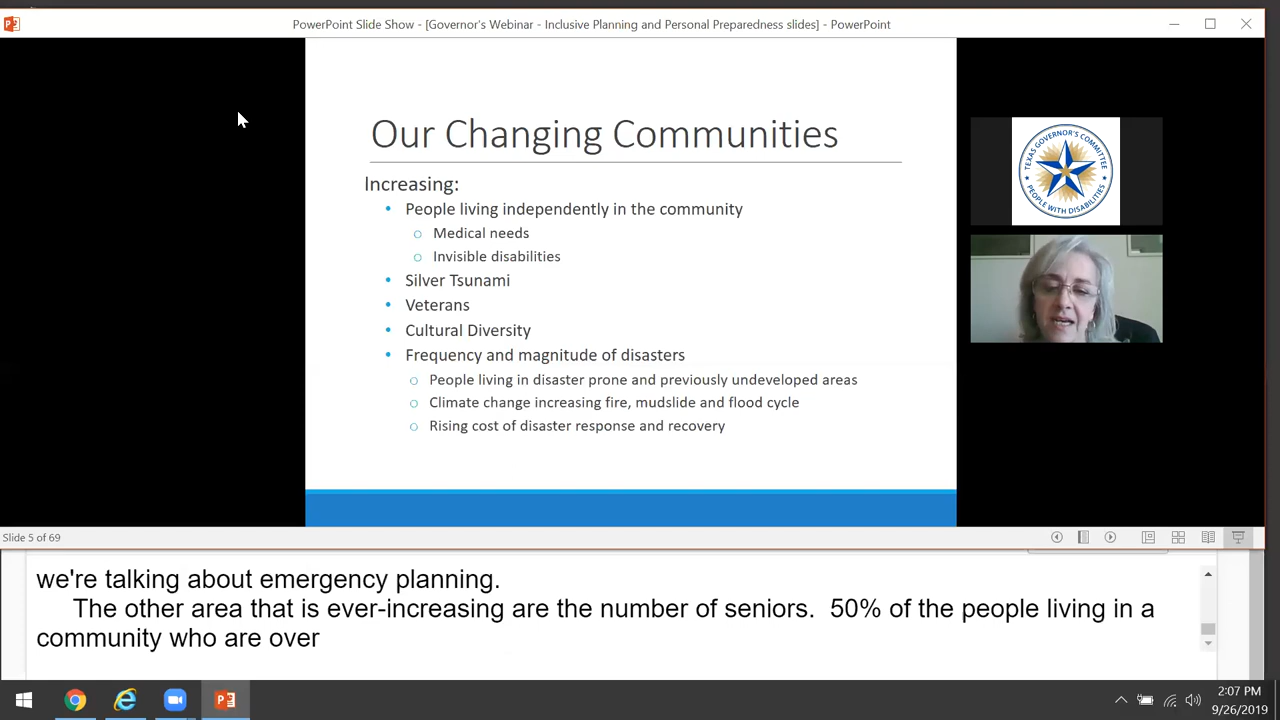 PowerPoint Slide Show - [Governor's Webinar - Inclusive Planning and Personal Preparedness slides] - PowerPoint
Our Changing Communities
Increasing:
• People living independently in the community
o Medical needs
o Invisible disabilities
• Silver Tsunami
• Veterans
• Cultural Diversity
• Frequency and magnitude of disasters
o People living in disaster prone and previously undeveloped areas
o Climate change increasing fire, mudslide and flood cycle
o Rising cost of disaster response and recovery
TEXAS GOVERNOR'S COMMITTEE
PEOPLE WITH DISABILITIES
Slide 5 of 69
we're talking about emergency planning.
The other area that is ever-increasing are the number of seniors. 50% of the people living in a
community who are over
2:07 PM
9/26/2019